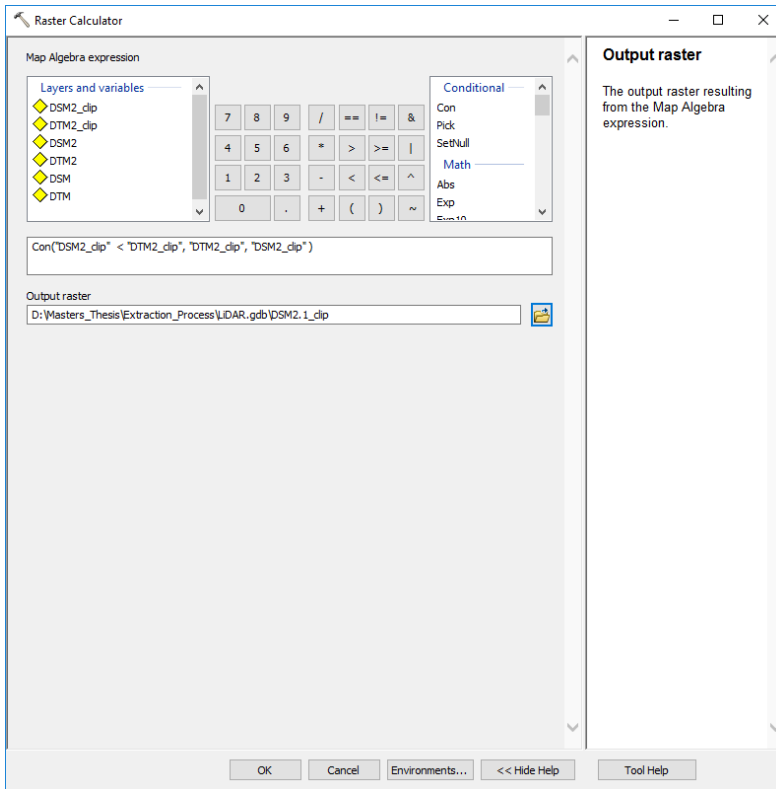 Raster Calculator
Map Algebra expression
Layers and variables
DSM2_clip
DTM2_clip
DSM2
DTM2
DSM
DTM
7 8 9 / == != &
4 5 6 * > >= |
1 2 3 - < <= ^
0 . + ( ) ~
Conditional
Con
Pick
SetNull
Math
Abs
Exp
Exp10
Con("DSM2_clip" < "DTM2_clip", "DTM2_clip", "DSM2_clip" )
Output raster
D:\Masters_Thesis\Extraction_Process\LiDAR.gdb\DSM2.1_clip
OK Cancel Environments... << Hide Help Tool Help
Output raster
The output raster resulting
from the Map Algebra
expression.